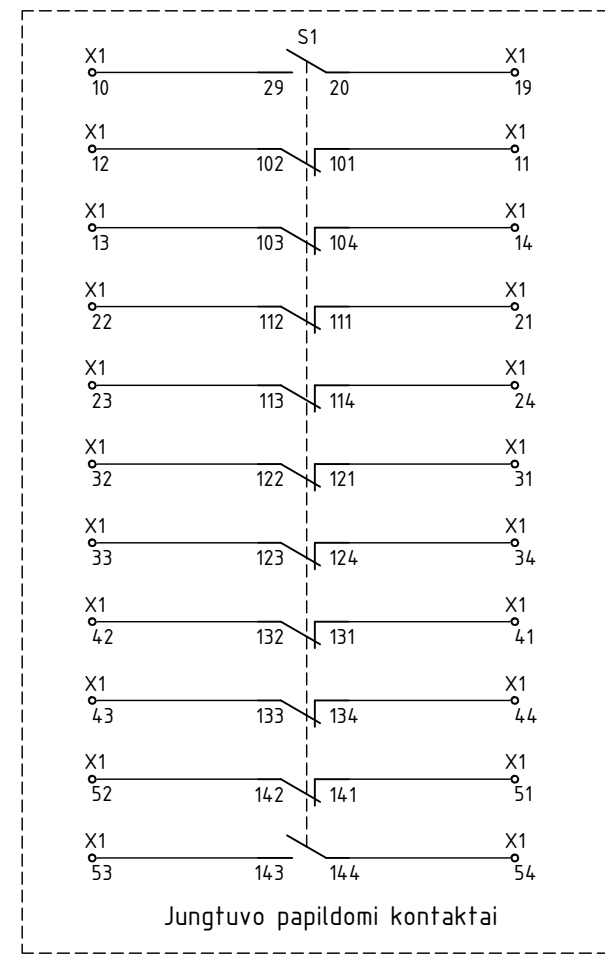 S1
X1 X1
10 29 20 19
X1 X1
12 102 101 11
X1 X1
13 103 104 14
X1 X1
22 112 111 21
X1 X1
23 113 114 24
X1 X1
32 122 121 31
X1 X1
33 123 124 34
X1 X1
42 132 131 41
X1 X1
43 133 134 44
X1 X1
52 142 141 51
X1 X1
53 143 144 54
Jungtuvo papildomi kontaktai